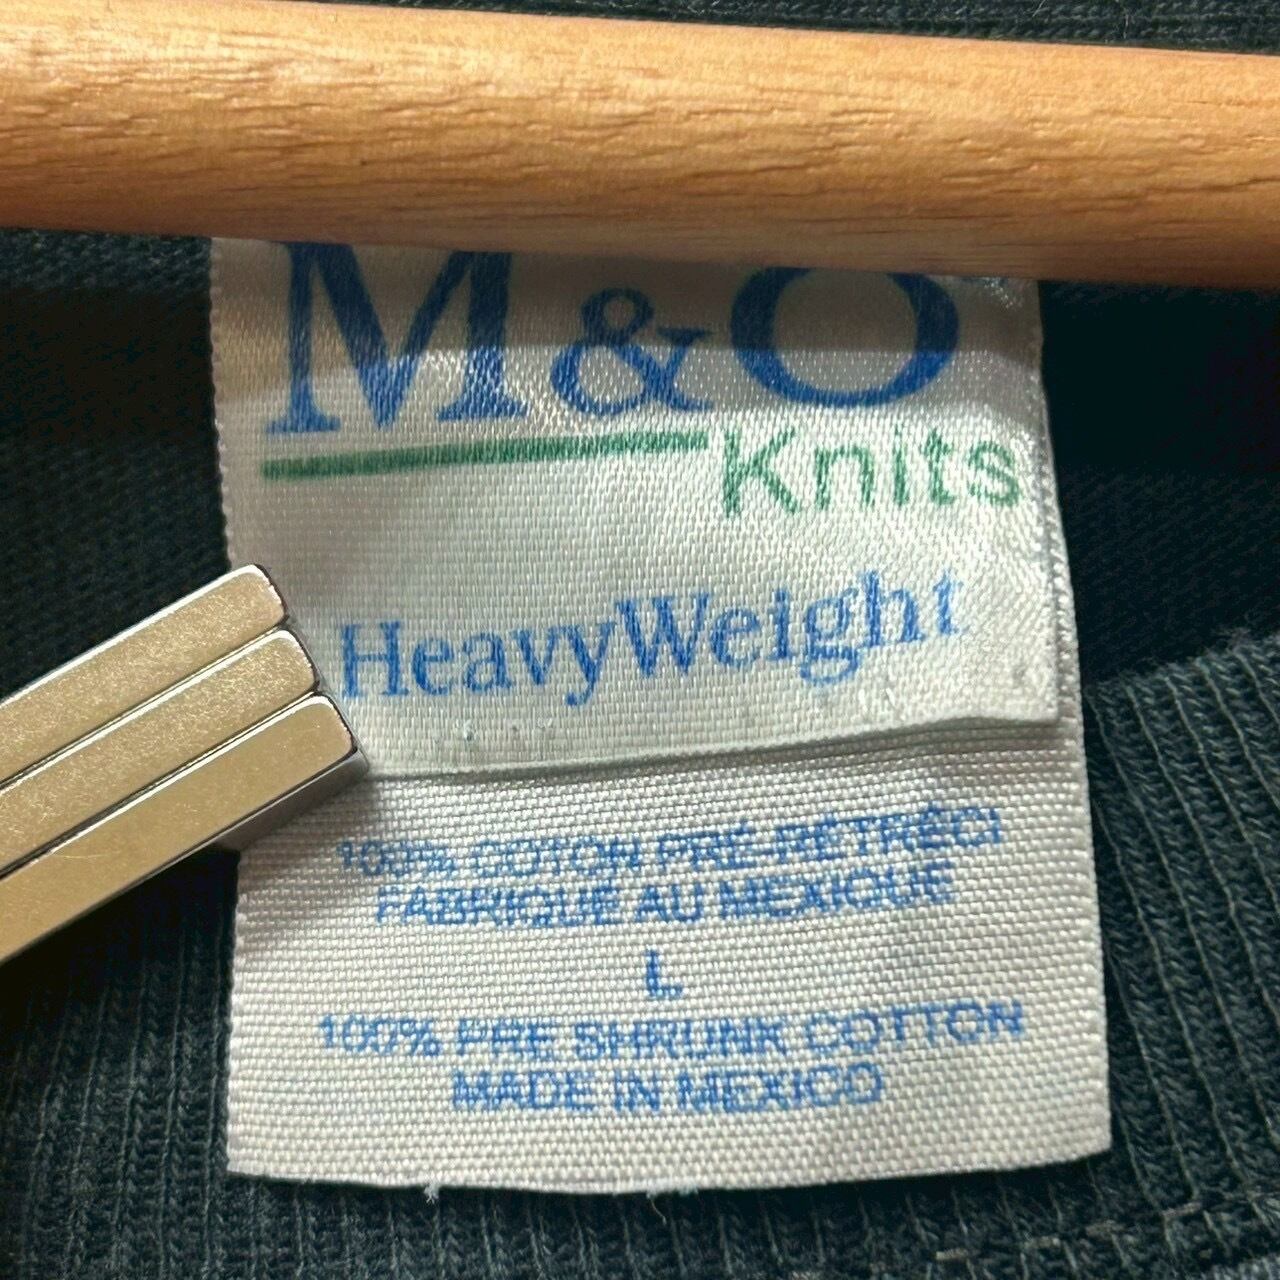 M&O
Knits
HeavyWeight
100% COTON PRÉ-RÉTRÉCI
FABRIQUÉ AU MEXIQUE
L
100% PRE SHRUNK COTTON
MADE IN MEXICO